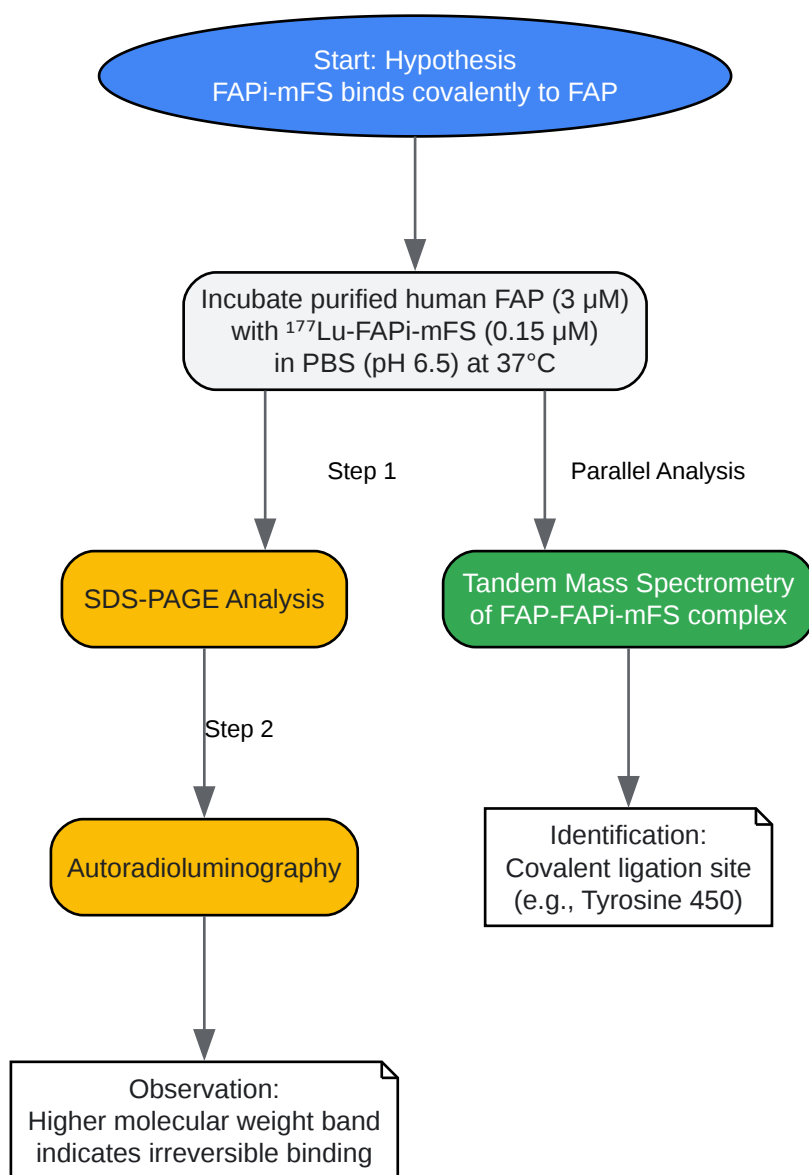 Start: Hypothesis
FAPi-mFS binds covalently to FAP
Incubate purified human FAP (3 μM)
with ¹⁷⁷Lu-FAPi-mFS (0.15 μM)
in PBS (pH 6.5) at 37°C
Step 1
Parallel Analysis
SDS-PAGE Analysis
Tandem Mass Spectrometry
of FAP-FAPi-mFS complex
Step 2
Autoradioluminography
Identification:
Covalent ligation site
(e.g., Tyrosine 450)
Observation:
Higher molecular weight band
indicates irreversible binding